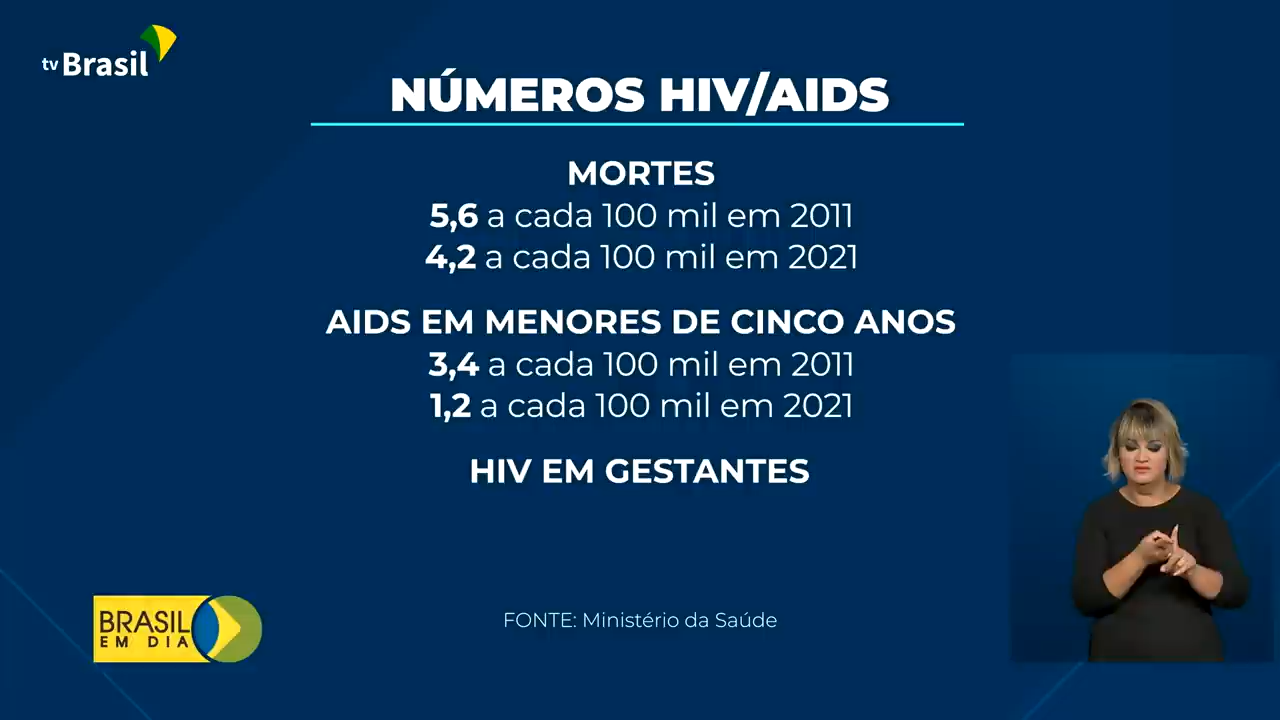 tv Brasil
NÚMEROS HIV/AIDS
MORTES
5,6 a cada 100 mil em 2011
4,2 a cada 100 mil em 2021
AIDS EM MENORES DE CINCO ANOS
3,4 a cada 100 mil em 2011
1,2 a cada 100 mil em 2021
HIV EM GESTANTES
BRASIL
EM DIA
FONTE: Ministério da Saúde